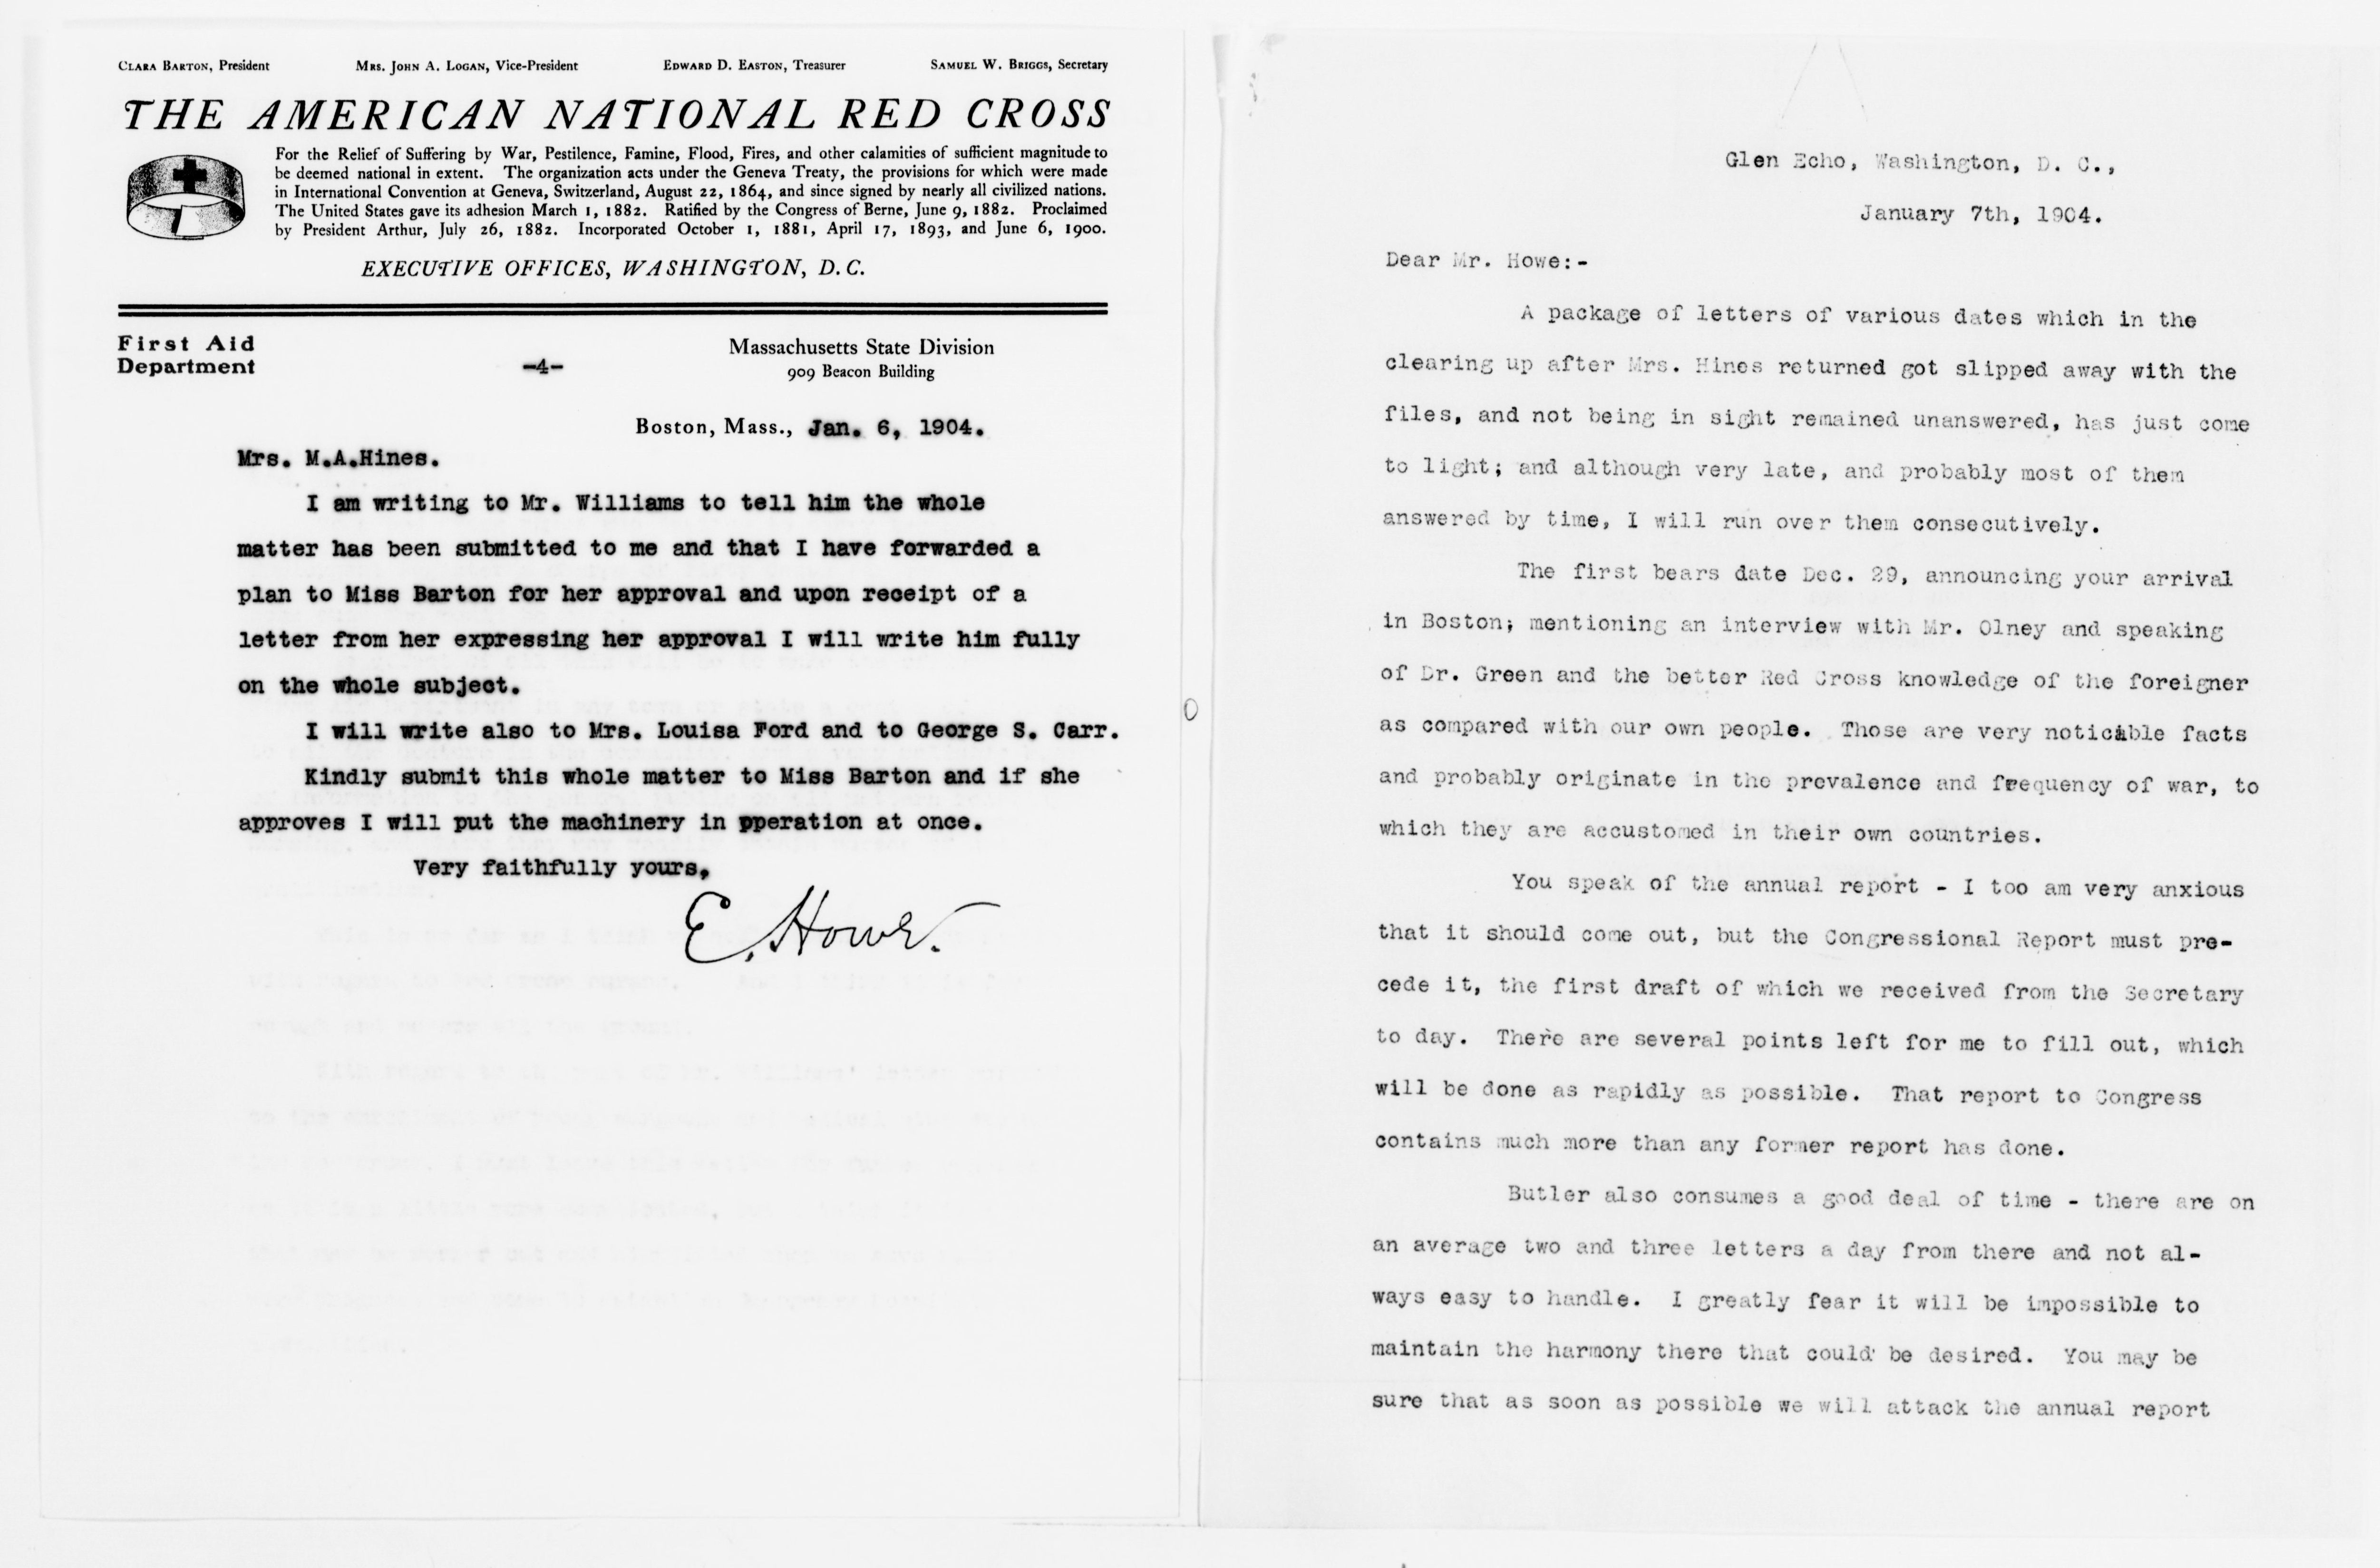 CLARA BARTON, President MRS. JOHN A. LOGAN, Vice-President EDWARD D. EASTON, Treasurer SAMUEL W. BRIGGS, Secretary
THE AMERICAN NATIONAL RED CROSS
For the Relief of Suffering by War, Pestilence, Famine, Flood, Fires, and other calamities of sufficient magnitude to
be deemed national in extent. The organization acts under the Geneva Treaty, the provisions for which were made
in International Convention at Geneva, Switzerland, August 22, 1864, and since signed by nearly all civilized nations.
The United States gave its adhesion March 1, 1882. Ratified by the Congress of Berne, June 9, 1882. Proclaimed
by President Arthur, July 26, 1882. Incorporated October 1, 1881, April 17, 1893, and June 6, 1900.
EXECUTIVE OFFICES, WASHINGTON, D. C.
First Aid
Department
-4-
Massachusetts State Division
909 Beacon Building
Boston, Mass., Jan. 6, 1904.
Mrs. M.A.Hines.
I am writing to Mr. Williams to tell him the whole
matter has been submitted to me and that I have forwarded a
plan to Miss Barton for her approval and upon receipt of a
letter from her expressing her approval I will write him fully
on the whole subject.
I will write also to Mrs. Louisa Ford and to George S. Carr.
Kindly submit this whole matter to Miss Barton and if she
approves I will put the machinery in pperation at once.
Very faithfully yours,
E. Howe.
Glen Echo, Washington, D. C.,
January 7th, 1904.
Dear Mr. Howe:-
A package of letters of various dates which in the
clearing up after Mrs. Hines returned got slipped away with the
files, and not being in sight remained unanswered, has just come
to light; and although very late, and probably most of them
answered by time, I will run over them consecutively.
The first bears date Dec. 29, announcing your arrival
in Boston; mentioning an interview with Mr. Olney and speaking
of Dr. Green and the better Red Cross knowledge of the foreigner
as compared with our own people. Those are very noticable facts
and probably originate in the prevalence and frequency of war, to
which they are accustomed in their own countries.
You speak of the annual report - I too am very anxious
that it should come out, but the Congressional Report must pre-
cede it, the first draft of which we received from the Secretary
to day. There are several points left for me to fill out, which
will be done as rapidly as possible. That report to Congress
contains much more than any former report has done.
Butler also consumes a good deal of time - there are on
an average two and three letters a day from there and not al-
ways easy to handle. I greatly fear it will be impossible to
maintain the harmony there that could be desired. You may be
sure that as soon as possible we will attack the annual report